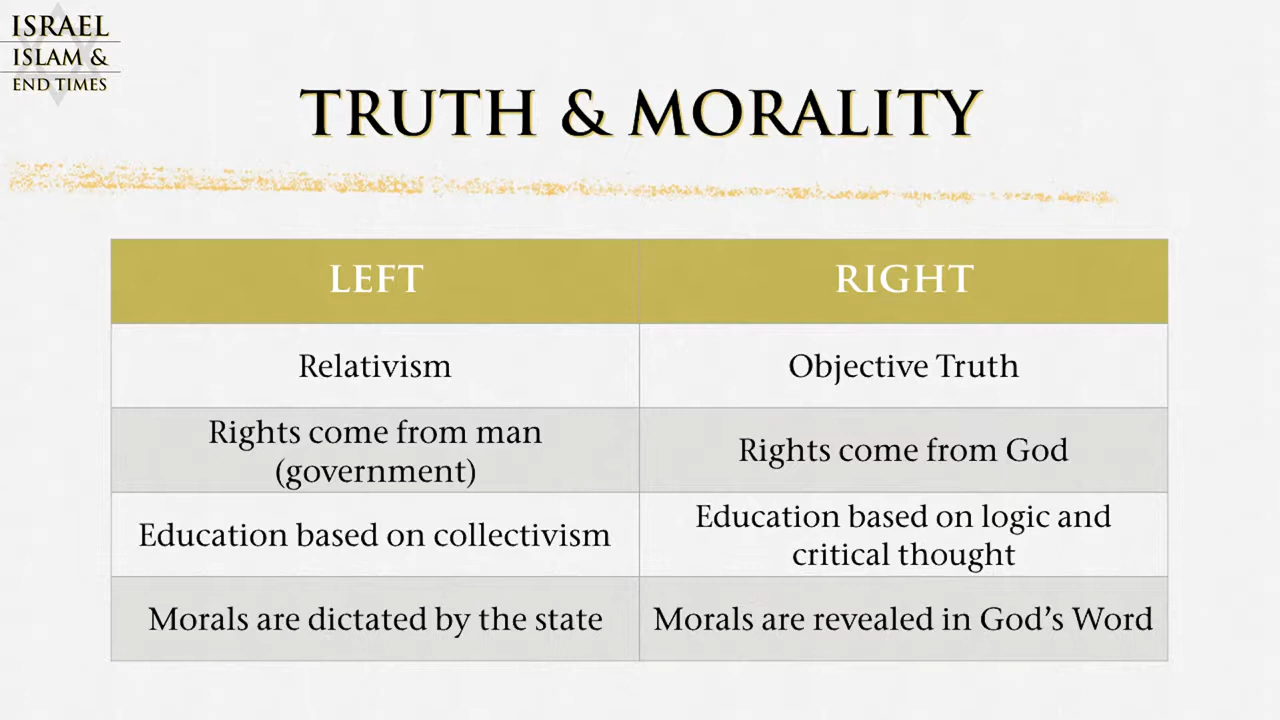 ISRAEL
ISLAM &
END TIMES
TRUTH & MORALITY
LEFT
RIGHT
Relativism
Objective Truth
Rights come from man
(government)
Rights come from God
Education based on collectivism
Education based on logic and
critical thought
Morals are dictated by the state
Morals are revealed in God’s Word